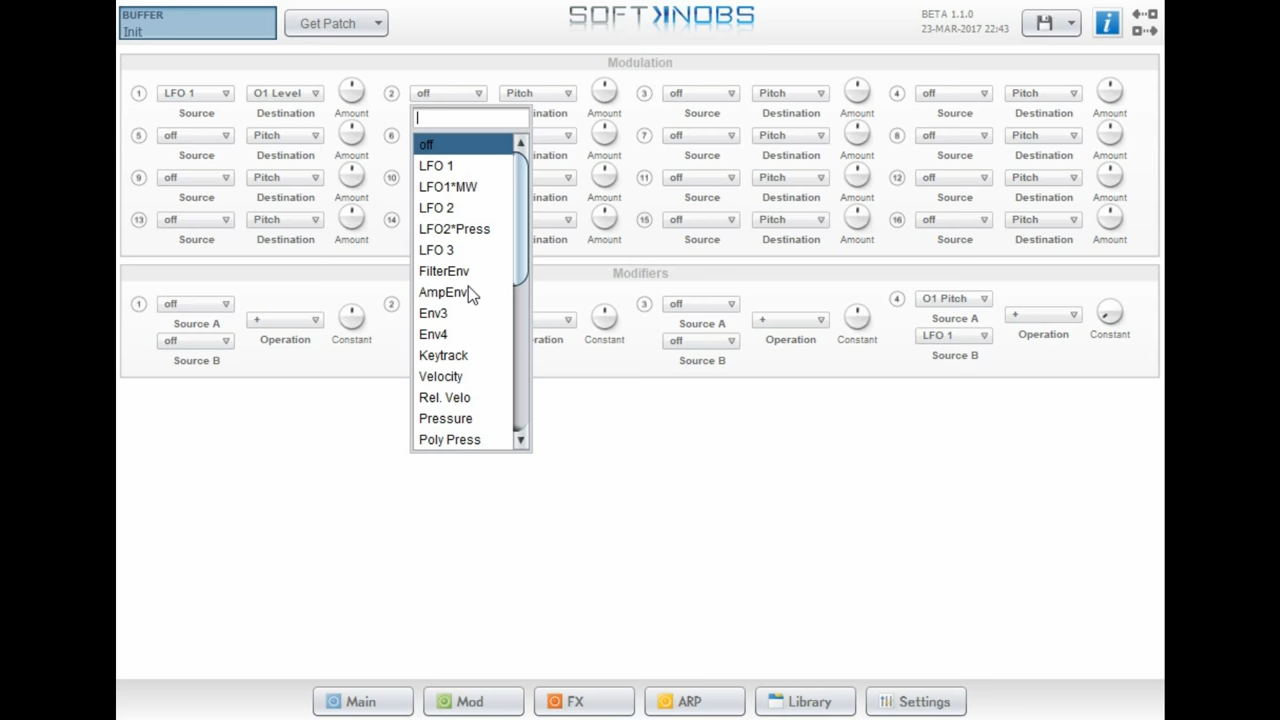 BUFFER
Init
Get Patch
SOFTKNOBS
BETA 1.1.0
23-MAR-2017 22:43
i
Modulation
1 LFO 1 O1 Level 2 off Pitch 3 off Pitch 4 off Pitch
Source Destination Amount ination Amount Source Destination Amount Source Destination Amount
5 off Pitch 6 Pitch 7 off Pitch 8 off Pitch
Source Destination Amount ination Amount Source Destination Amount Source Destination Amount
9 off Pitch 10 Pitch 11 off Pitch 12 off Pitch
Source Destination Amount ination Amount Source Destination Amount Source Destination Amount
13 off Pitch 14 Pitch 15 off Pitch 16 off Pitch
Source Destination Amount ination Amount Source Destination Amount Source Destination Amount
off
LFO 1
LFO1*MW
LFO 2
LFO2*Press
LFO 3
FilterEnv
AmpEnv
Env3
Env4
Keytrack
Velocity
Rel. Velo
Pressure
Poly Press
Modifiers
1 off
Source A
off
Source B
+
Operation
Constant
2
ration
Constant
3 off
Source A
off
Source B
+
Operation
Constant
4 O1 Pitch
Source A
LFO 1
Source B
+
Operation
Constant
Main Mod FX ARP Library Settings